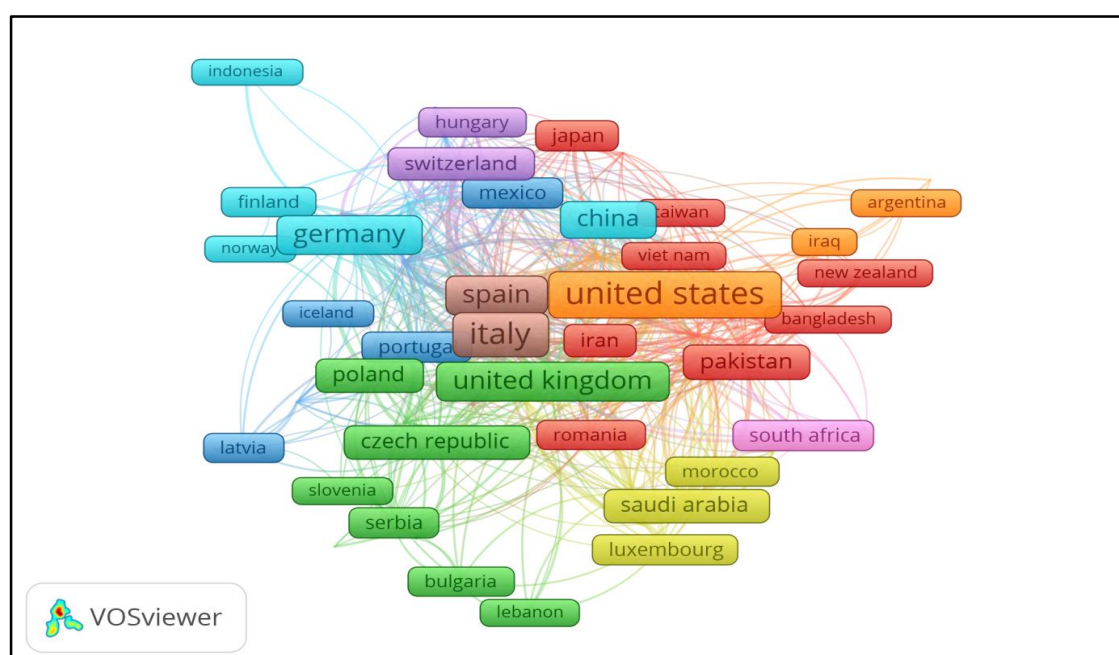 indonesia
hungary
japan
switzerland
mexico
finland
argentina
taiwan
china
germany
iraq
norway
viet nam
new zealand
spain
united states
iceland
bangladesh
italy
iran
portuga
pakistan
poland
united kingdom
romania
south africa
czech republic
latvia
morocco
slovenia
saudi arabia
serbia
luxembourg
bulgaria
lebanon
VOSviewer